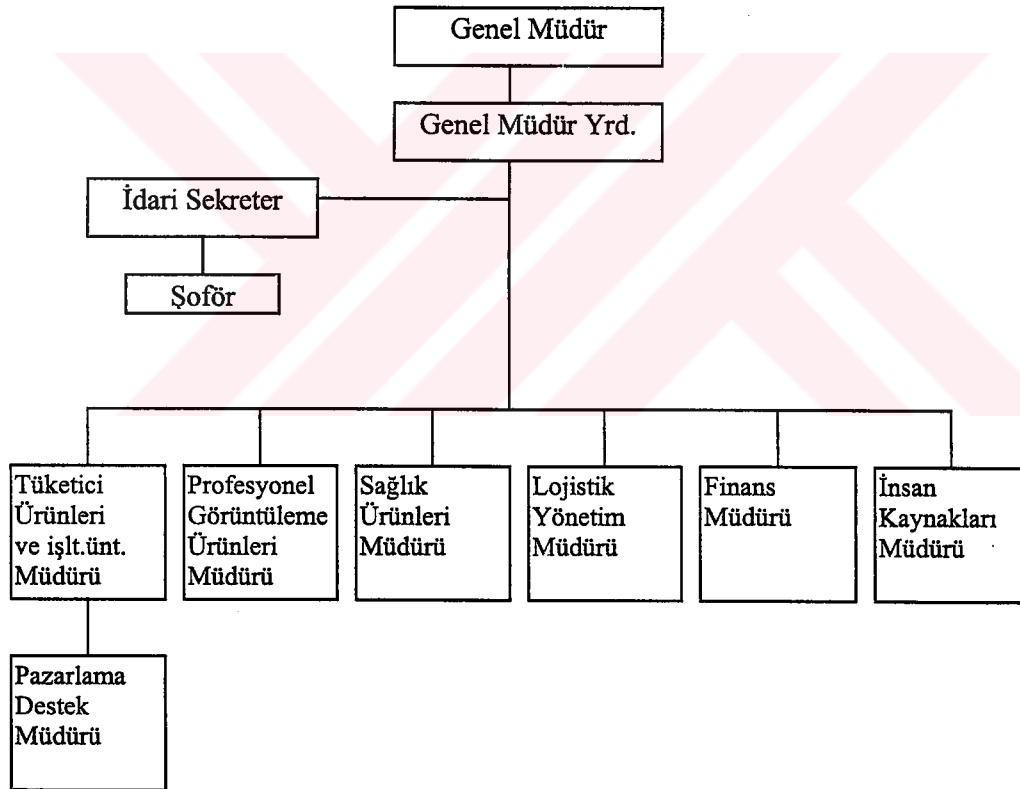 Genel Müdür
Genel Müdür Yrd.
İdari Sekreter
Şoför
Tüketici
Ürünleri
ve işlt.ünt.
Müdürü
Profesyonel
Görüntüleme
Ürünleri
Müdürü
Sağlık
Ürünleri
Müdürü
Lojistik
Yönetim
Müdürü
Finans
Müdürü
İnsan
Kaynakları
Müdürü
Pazarlama
Destek
Müdürü